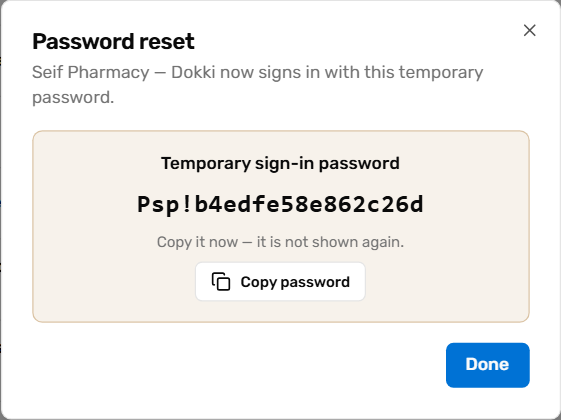 Password reset
Seif Pharmacy — Dokki now signs in with this temporary
password.
Temporary sign-in password
Psp!b4edfe58e862c26d
Copy it now — it is not shown again.
Copy password
Done